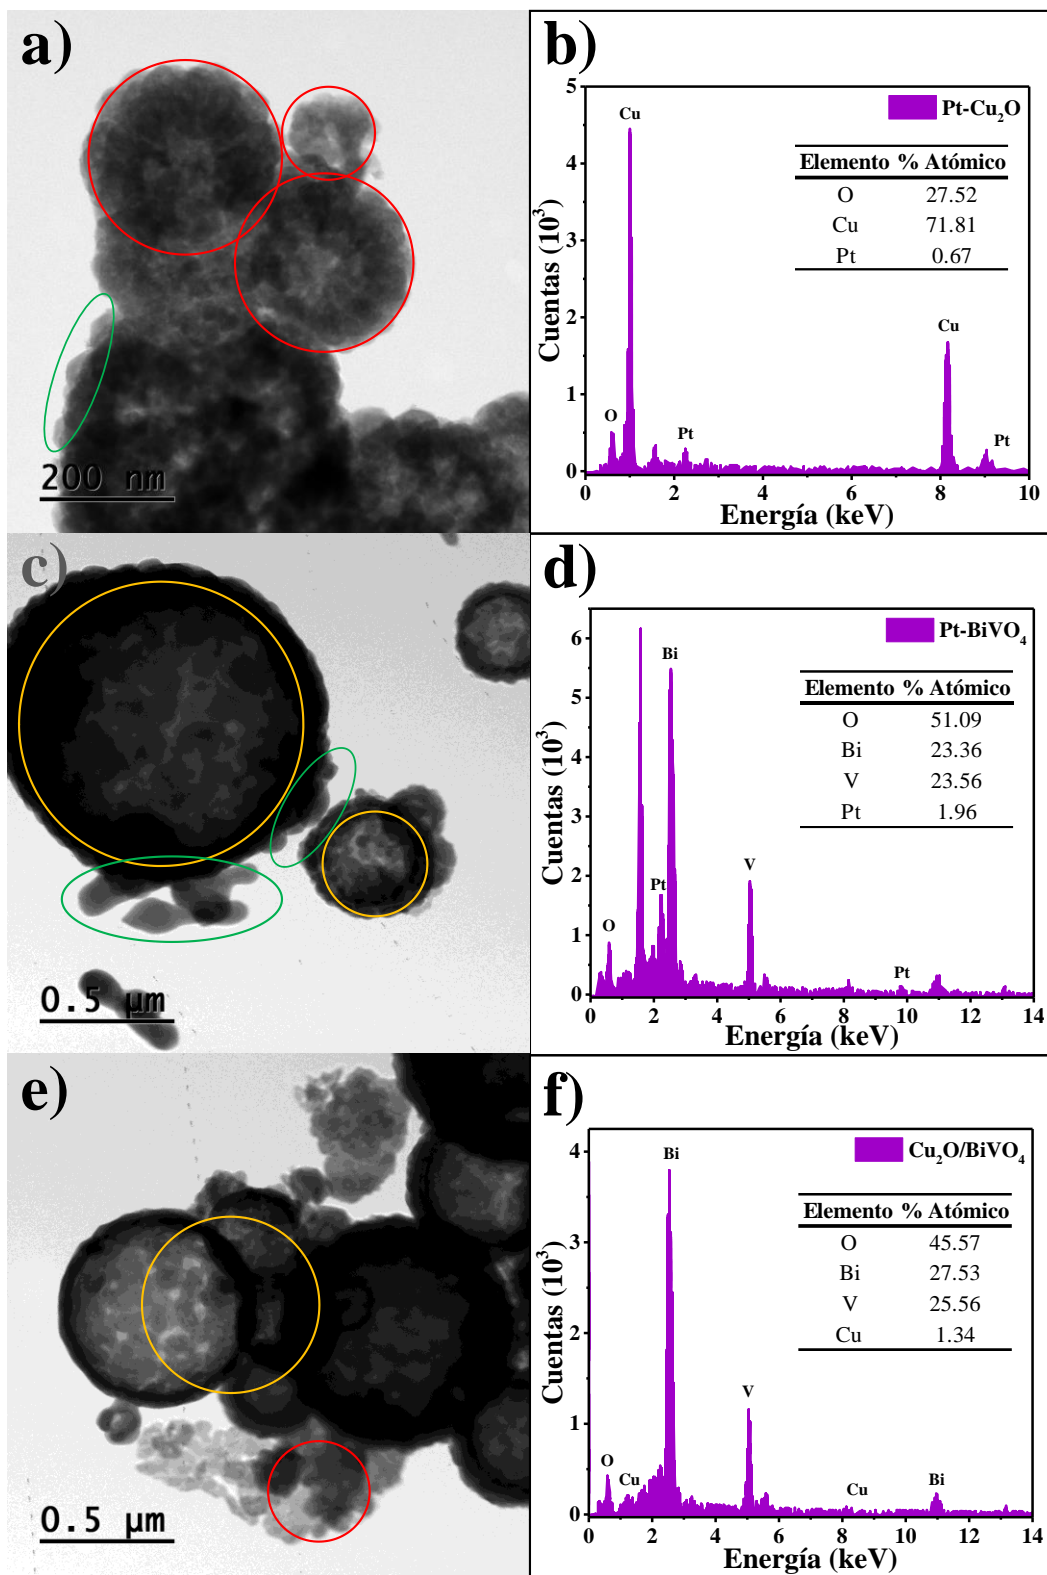 a)
200 nm
b)
Pt-Cu₂O
Elemento % Atómico
O 27.52
Cu 71.81
Pt 0.67
Cu
Cu
O
Pt
Pt
5
4
3
2
1
0
Cuentas (10³)
0 2 4 6 8 10
Energía (keV)
c)
0.5 µm
d)
Pt-BiVO₄
Elemento % Atómico
O 51.09
Bi 23.36
V 23.56
Pt 1.96
Bi
Pt
V
O
Pt
6
5
4
3
2
1
0
Cuentas (10³)
0 2 4 6 8 10 12 14
Energía (keV)
e)
0.5 µm
f)
Cu₂O/BiVO₄
Elemento % Atómico
O 45.57
Bi 27.53
V 25.56
Cu 1.34
Bi
V
O
Cu
Cu
Bi
4
3
2
1
0
Cuentas (10³)
0 2 4 6 8 10 12 14
Energía (keV)